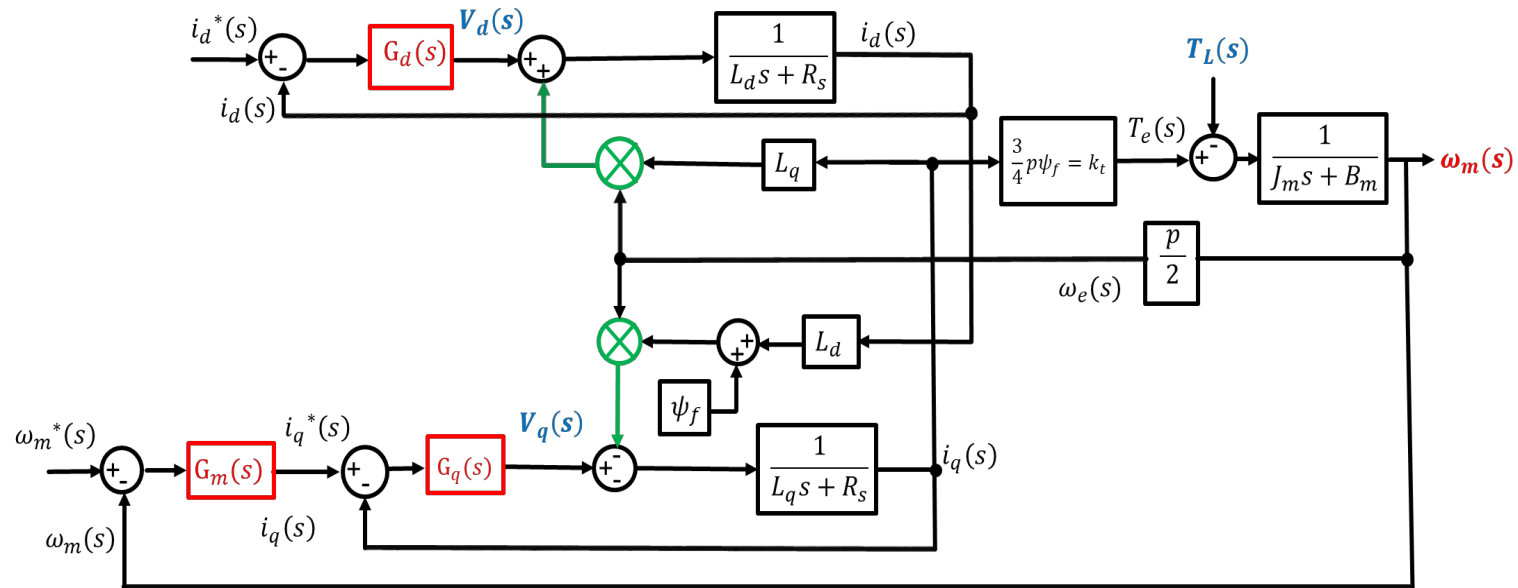 i_d*(s)
+
-
G_d(s)
V_d(s)
+
+
1
L_d s + R_s
i_d(s)
i_d(s)
T_L(s)
L_q
3/4 pψ_f = k_t
T_e(s)
+
-
1
J_m s + B_m
ω_m(s)
p
2
ω_e(s)
+
+
L_d
ψ_f
ω_m*(s)
+
-
G_m(s)
i_q*(s)
+
-
G_q(s)
V_q(s)
+
-
-
1
L_q s + R_s
i_q(s)
i_q(s)
ω_m(s)